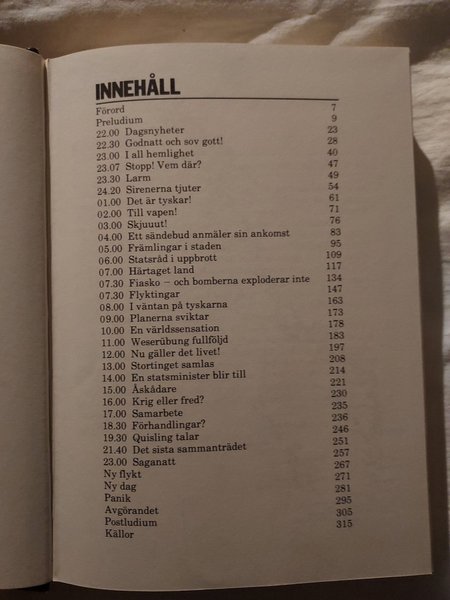 INNEHÅLL
Förord 7
Preludium 9
22.00 Dagsnyheter 23
22.30 Godnatt och sov gott! 28
23.00 I all hemlighet 40
23.07 Stopp! Vem där? 47
23.30 Larm 49
24.20 Sirenerna tjuter 54
01.00 Det är tyskar! 61
02.00 Till vapen! 71
03.00 Skjuuut! 76
04.00 Ett sändebud anmäler sin ankomst 83
05.00 Främlingar i staden 95
06.00 Statsråd i uppbrott 109
07.00 Härtaget land 117
07.30 Fiasko – och bomberna exploderar inte 134
07.30 Flyktingar 147
08.00 I väntan på tyskarna 163
09.00 Planerna sviktar 173
10.00 En världssensation 178
11.00 Weserübung fullföljd 183
12.00 Nu gäller det livet! 197
13.00 Stortinget samlas 208
14.00 En statsminister blir till 214
15.00 Åskådare 221
16.00 Krig eller fred? 230
17.00 Samarbete 235
18.30 Förhandlingar? 236
19.30 Quisling talar 246
21.40 Det sista sammanträdet 251
23.00 Saganatt 257
Ny flykt 267
Ny dag 271
Panik 281
Avgörandet 295
Postludium 305
Källor 315